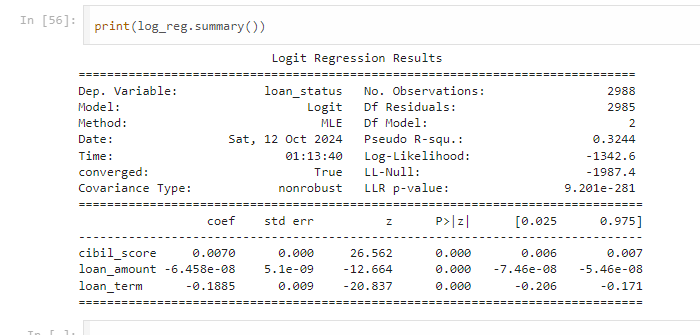 In [56]: print(log_reg.summary())
Logit Regression Results
==============================================================================
Dep. Variable: loan_status No. Observations: 2988
Model: Logit Df Residuals: 2985
Method: MLE Df Model: 2
Date: Sat, 12 Oct 2024 Pseudo R-squ.: 0.3244
Time: 01:13:40 Log-Likelihood: -1342.6
converged: True LL-Null: -1987.4
Covariance Type: nonrobust LLR p-value: 9.201e-281
==============================================================================
coef std err z P>|z| [0.025 0.975]
------------------------------------------------------------------------------
cibil_score 0.0070 0.000 26.562 0.000 0.006 0.007
loan_amount -6.458e-08 5.1e-09 -12.664 0.000 -7.46e-08 -5.46e-08
loan_term -0.1885 0.009 -20.837 0.000 -0.206 -0.171
==============================================================================